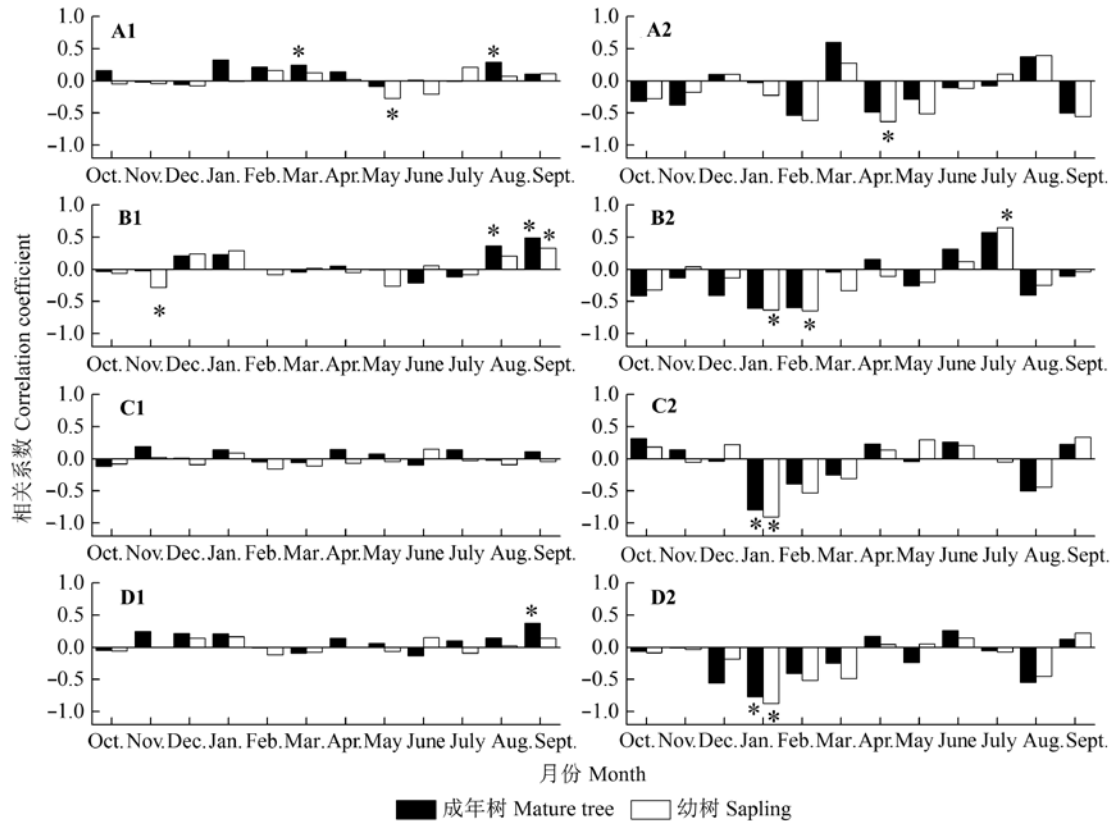 A1
1.0
0.5
0.0
−0.5
−1.0
Oct. Nov. Dec. Jan. Feb. Mar. Apr. May June July Aug. Sept.
A2
1.0
0.5
0.0
−0.5
−1.0
Oct. Nov. Dec. Jan. Feb. Mar. Apr. May June July Aug. Sept.
B1
1.0
0.5
0.0
−0.5
−1.0
Oct. Nov. Dec. Jan. Feb. Mar. Apr. May June July Aug. Sept.
B2
1.0
0.5
0.0
−0.5
−1.0
Oct. Nov. Dec. Jan. Feb. Mar. Apr. May June July Aug. Sept.
C1
1.0
0.5
0.0
−0.5
−1.0
Oct. Nov. Dec. Jan. Feb. Mar. Apr. May June July Aug. Sept.
C2
1.0
0.5
0.0
−0.5
−1.0
Oct. Nov. Dec. Jan. Feb. Mar. Apr. May June July Aug. Sept.
D1
1.0
0.5
0.0
−0.5
−1.0
Oct. Nov. Dec. Jan. Feb. Mar. Apr. May June July Aug. Sept.
D2
1.0
0.5
0.0
−0.5
−1.0
Oct. Nov. Dec. Jan. Feb. Mar. Apr. May June July Aug. Sept.
相关系数 Correlation coefficient
月份 Month
成年树 Mature tree
幼树 Sapling